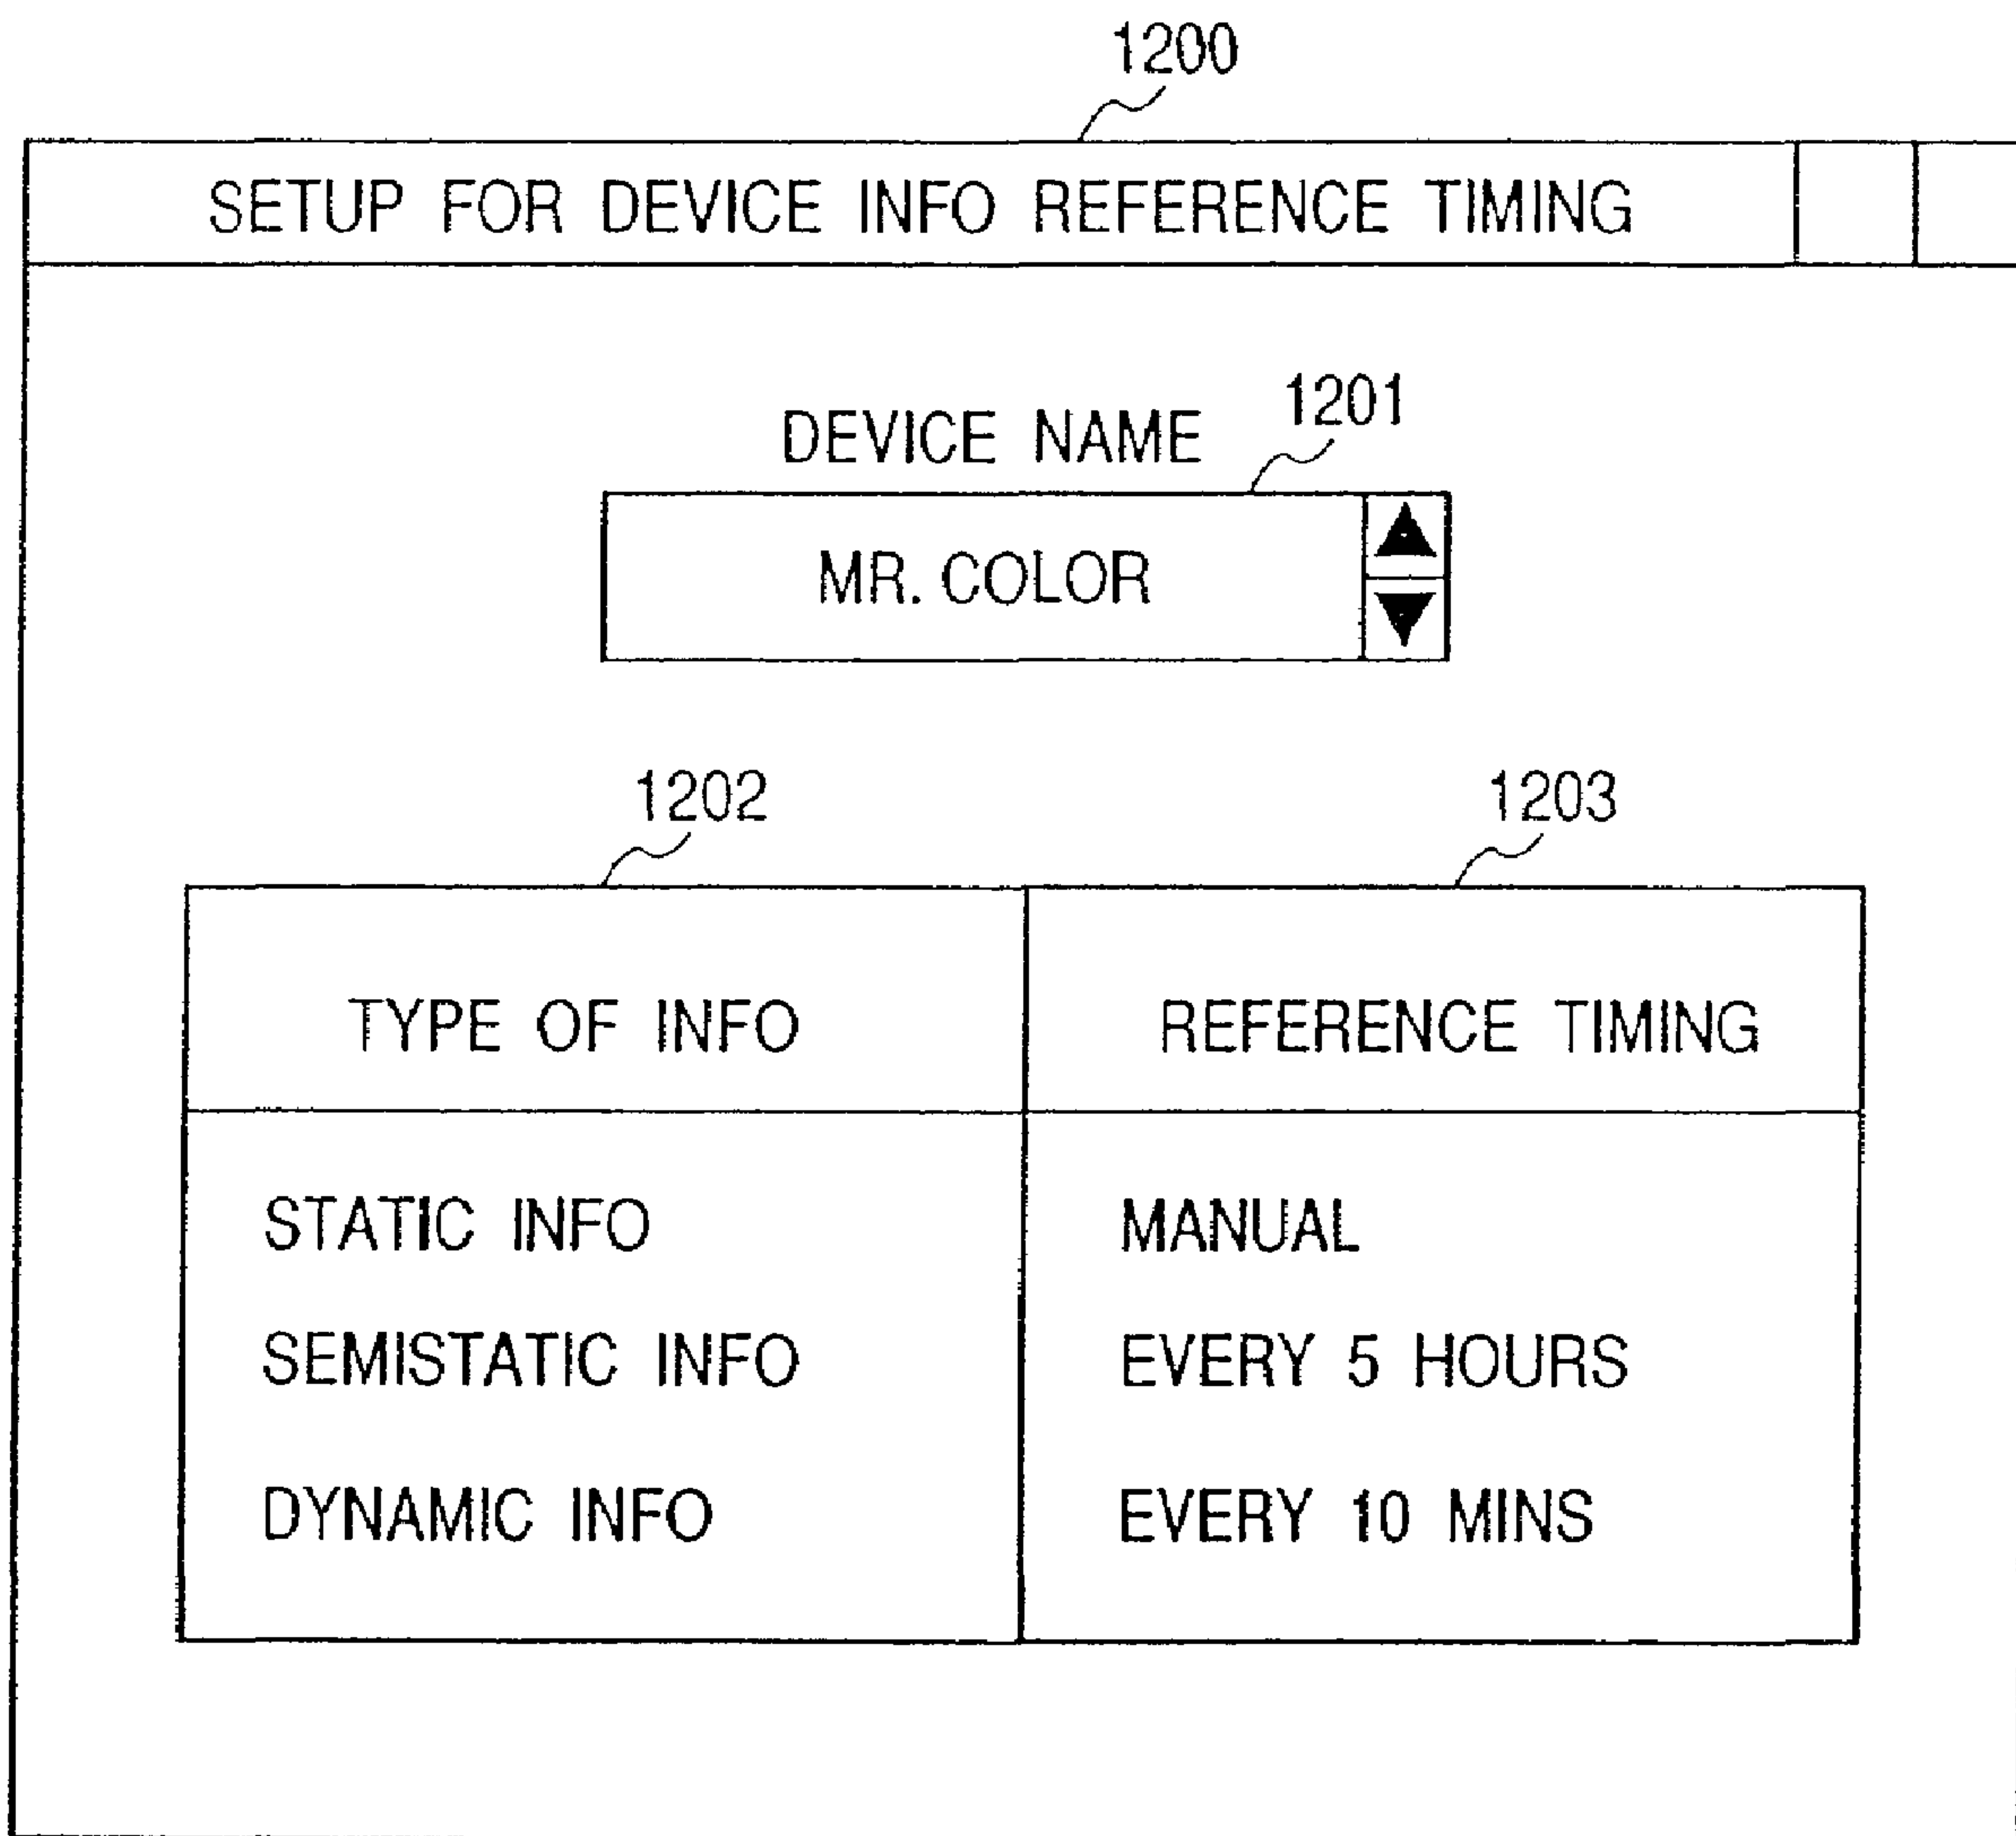 1200
SETUP FOR DEVICE INFO REFERENCE TIMING
DEVICE NAME
1201
MR. COLOR
1202
1203
TYPE OF INFO
REFERENCE TIMING
STATIC INFO
MANUAL
SEMISTATIC INFO
EVERY 5 HOURS
DYNAMIC INFO
EVERY 10 MINS